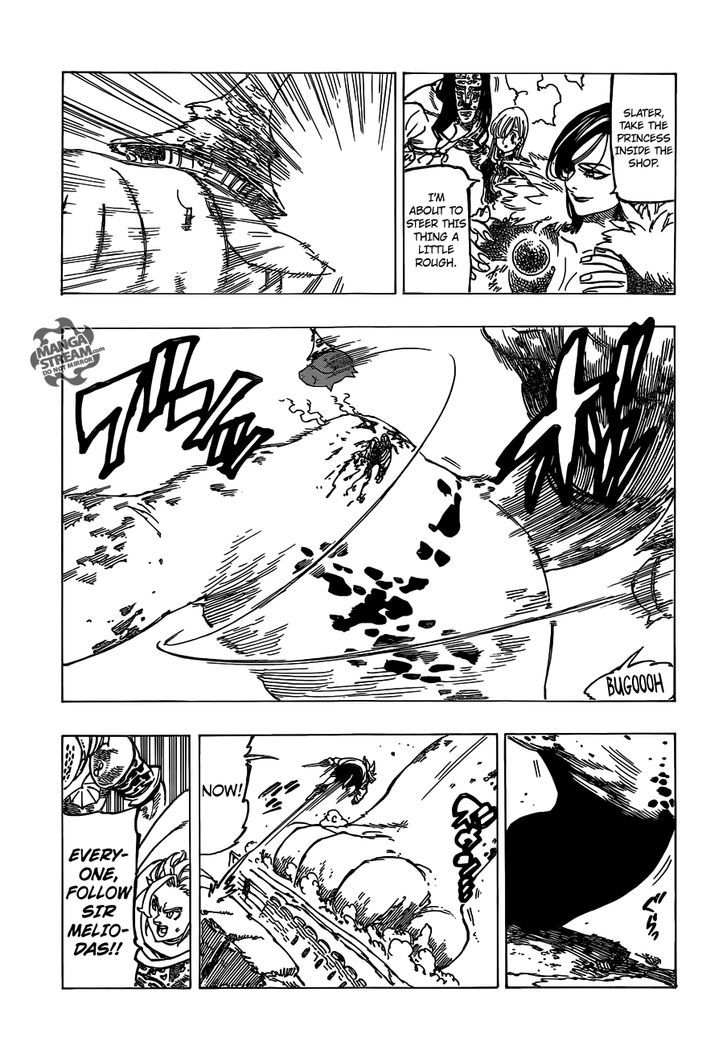 SLATER,
TAKE THE
PRINCESS
INSIDE
THE
SHOP.
I'M
ABOUT TO
STEER THIS
THING A
LITTLE
ROUGH.
MANGA
STREAM.com
DO NOT MIRROR
BUGOOOH
NOW!
EVERY-
ONE,
FOLLOW
SIR
MELIO-
DAS!!